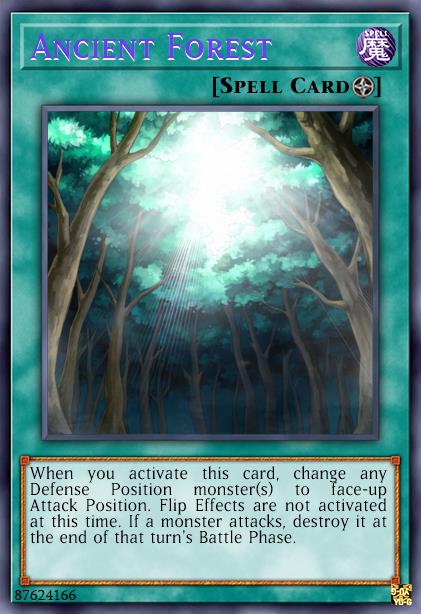 ANCIENT FOREST
SPELL
魔
[SPELL CARD]
When you activate this card, change any
Defense Position monster(s) to face-up
Attack Position. Flip Effects are not activated
at this time. If a monster attacks, destroy it at
the end of that turn's Battle Phase.
87624166